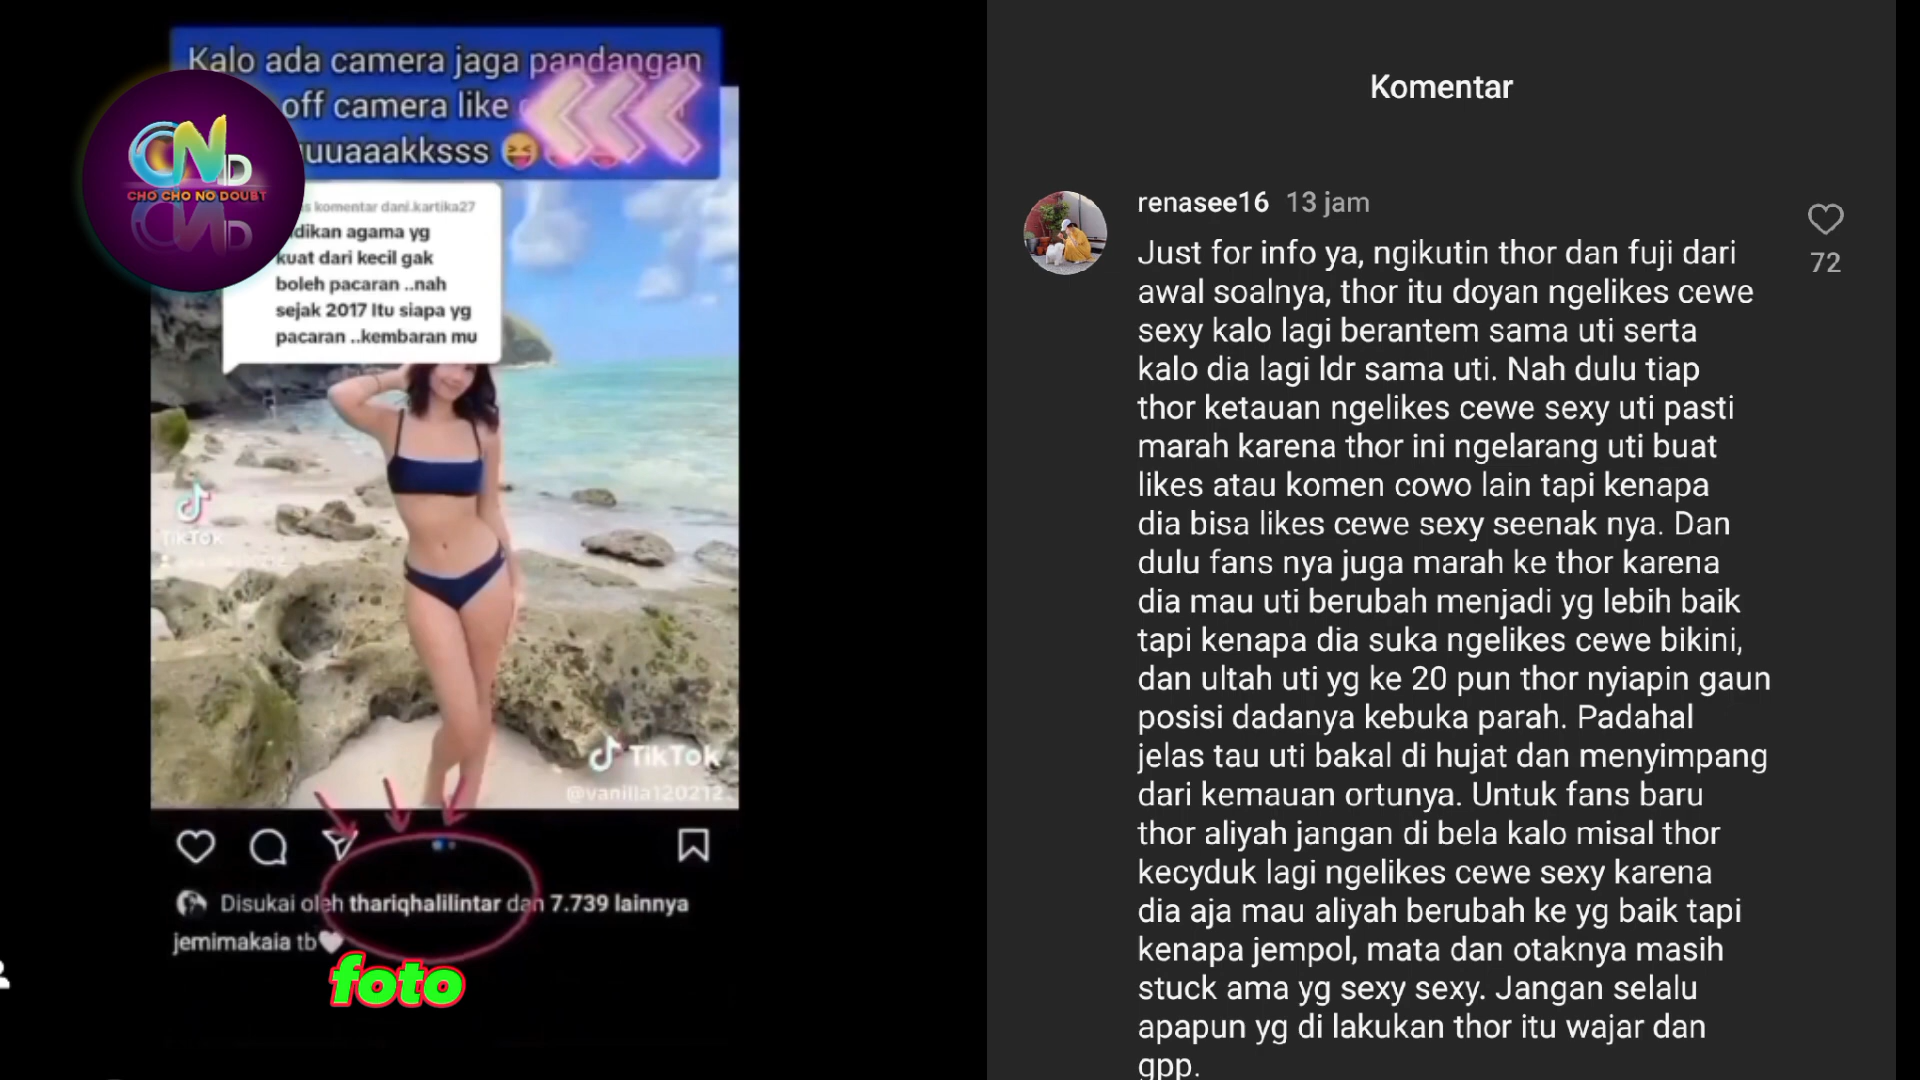 Kalo ada camera jaga pandangan
off camera like
uuuaaakksss 😝
CND
CHO CHO NO DOUBT
komentar dani.kartika27
dikan agama yg
kuat dari kecil gak
boleh pacaran ..nah
sejak 2017 Itu siapa yg
pacaran ..kembaran mu
TikTok
TikTok
@vanilla120212
Disukai oleh thariqhalilintar dan 7.739 lainnya
jemimakaia tb🤍
foto
Komentar
renasee16 13 jam
72
Just for info ya, ngikutin thor dan fuji dari
awal soalnya, thor itu doyan ngelikes cewe
sexy kalo lagi berantem sama uti serta
kalo dia lagi ldr sama uti. Nah dulu tiap
thor ketauan ngelikes cewe sexy uti pasti
marah karena thor ini ngelarang uti buat
likes atau komen cowo lain tapi kenapa
dia bisa likes cewe sexy seenak nya. Dan
dulu fans nya juga marah ke thor karena
dia mau uti berubah menjadi yg lebih baik
tapi kenapa dia suka ngelikes cewe bikini,
dan ultah uti yg ke 20 pun thor nyiapin gaun
posisi dadanya kebuka parah. Padahal
jelas tau uti bakal di hujat dan menyimpang
dari kemauan ortunya. Untuk fans baru
thor aliyah jangan di bela kalo misal thor
kecyduk lagi ngelikes cewe sexy karena
dia aja mau aliyah berubah ke yg baik tapi
kenapa jempol, mata dan otaknya masih
stuck ama yg sexy sexy. Jangan selalu
apapun yg di lakukan thor itu wajar dan
gpp.